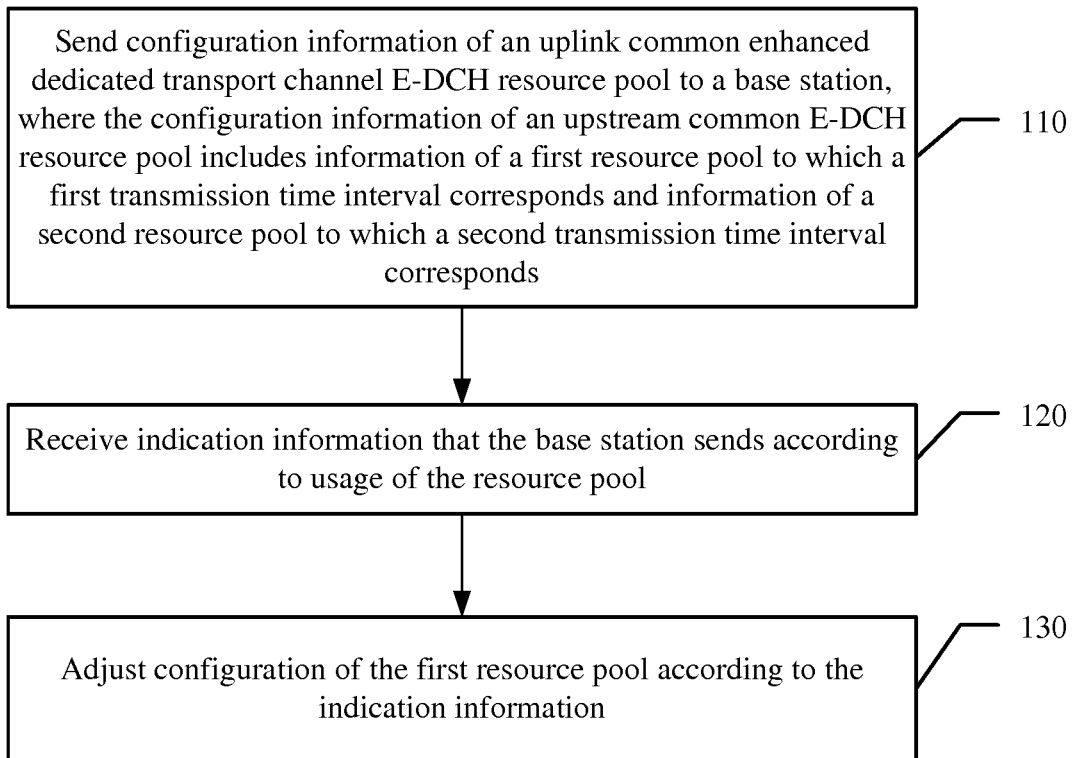 Send configuration information of an uplink common enhanced
dedicated transport channel E-DCH resource pool to a base station,
where the configuration information of an upstream common E-DCH
resource pool includes information of a first resource pool to which a
first transmission time interval corresponds and information of a
second resource pool to which a second transmission time interval
corresponds
110
Receive indication information that the base station sends according
to usage of the resource pool
120
Adjust configuration of the first resource pool according to the
indication information
130